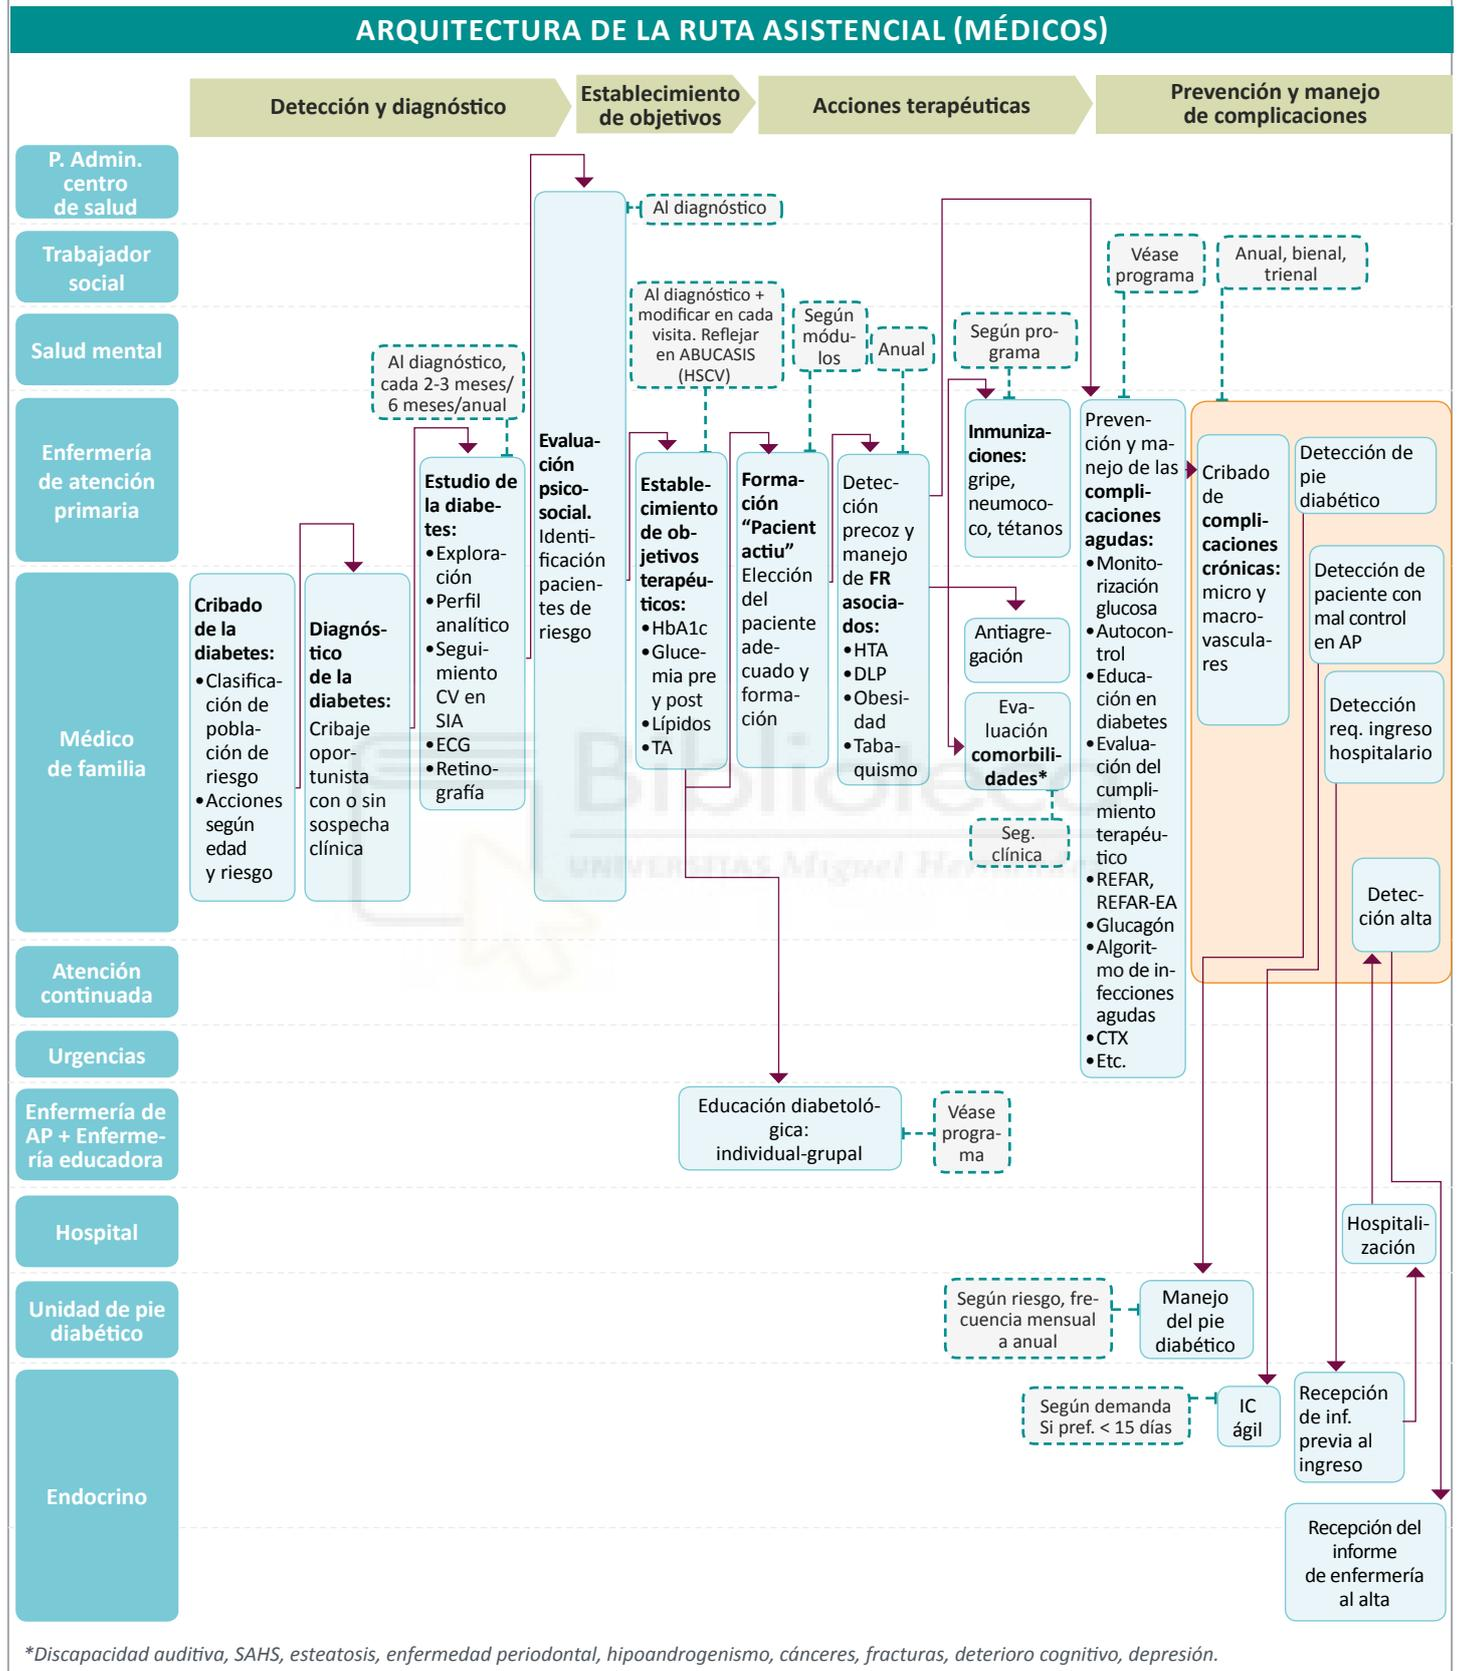 ARQUITECTURA DE LA RUTA ASISTENCIAL (MÉDICOS)
Detección y diagnóstico
Establecimiento
de objetivos
Acciones terapéuticas
Prevención y manejo
de complicaciones
P. Admin.
centro
de salud
Trabajador
social
Salud mental
Enfermería
de atención
primaria
Médico
de familia
Atención
continuada
Urgencias
Enfermería de
AP + Enferme-
ría educadora
Hospital
Unidad de pie
diabético
Endocrino
Cribado
de la
diabetes:
•Clasifica-
ción de
pobla-
ción de
riesgo
•Acciones
según
edad
y riesgo
Diagnós-
tico
de la
diabetes:
Cribaje
opor-
tunista
con o sin
sospecha
clínica
Al diagnóstico,
cada 2-3 meses/
6 meses/anual
Estudio de
la diabe-
tes:
•Explora-
ción
•Perfil
analítico
•Segui-
miento
CV en
SIA
•ECG
•Retino-
grafía
Al diagnóstico
Evalua-
ción
psico-
social.
Identi-
ficación
pacien-
tes de
riesgo
Al diagnóstico +
modificar en cada
visita. Reflejar
en ABUCASIS
(HSCV)
Estable-
cimiento
de ob-
jetivos
terapéu-
ticos:
•HbA1c
•Gluce-
mia pre
y post
•Lípidos
•TA
Según
módu-
los
Forma-
ción
“Pacient
actiu”
Elección
del
paciente
ade-
cuado y
forma-
ción
Anual
Detec-
ción
precoz y
manejo
de FR
asocia-
dos:
•HTA
•DLP
•Obesi-
dad
•Taba-
quismo
Según pro-
grama
Inmuniza-
ciones:
gripe,
neumoco-
co, tétanos
Antiagre-
gación
Eva-
luación
comorbili-
dades*
Seg.
clínica
Véase
programa
Preven-
ción y ma-
nejo de las
compli-
caciones
agudas:
•Monito-
rización
glucosa
•Autocon-
trol
•Educa-
ción en
diabetes
•Evalua-
ción del
cumpli-
miento
terapéu-
tico
•REFAR,
REFAR-EA
•Glucagón
•Algorit-
mo de in-
fecciones
agudas
•CTX
•Etc.
Anual, bienal,
trienal
Cribado
de
compli-
caciones
crónicas:
micro y
macro-
vascula-
res
Detección de
pie
diabético
Detección de
paciente con
mal control
en AP
Detección
req. ingreso
hospitalario
Detec-
ción alta
Educación diabetoló-
gica:
individual-grupal
Véase
progra-
ma
Hospitali-
zación
Según riesgo, fre-
cuencia mensual
a anual
Manejo
del pie
diabético
Según demanda
Si pref. < 15 días
IC
ágil
Recepción
de inf.
previa al
ingreso
Recepción del
informe
de enfermería
al alta
Biblioteca
UNIVERSITAS Miguel Hernández
*Discapacidad auditiva, SAHS, esteatosis, enfermedad periodontal, hipoandrogenismo, cánceres, fracturas, deterioro cognitivo, depresión.